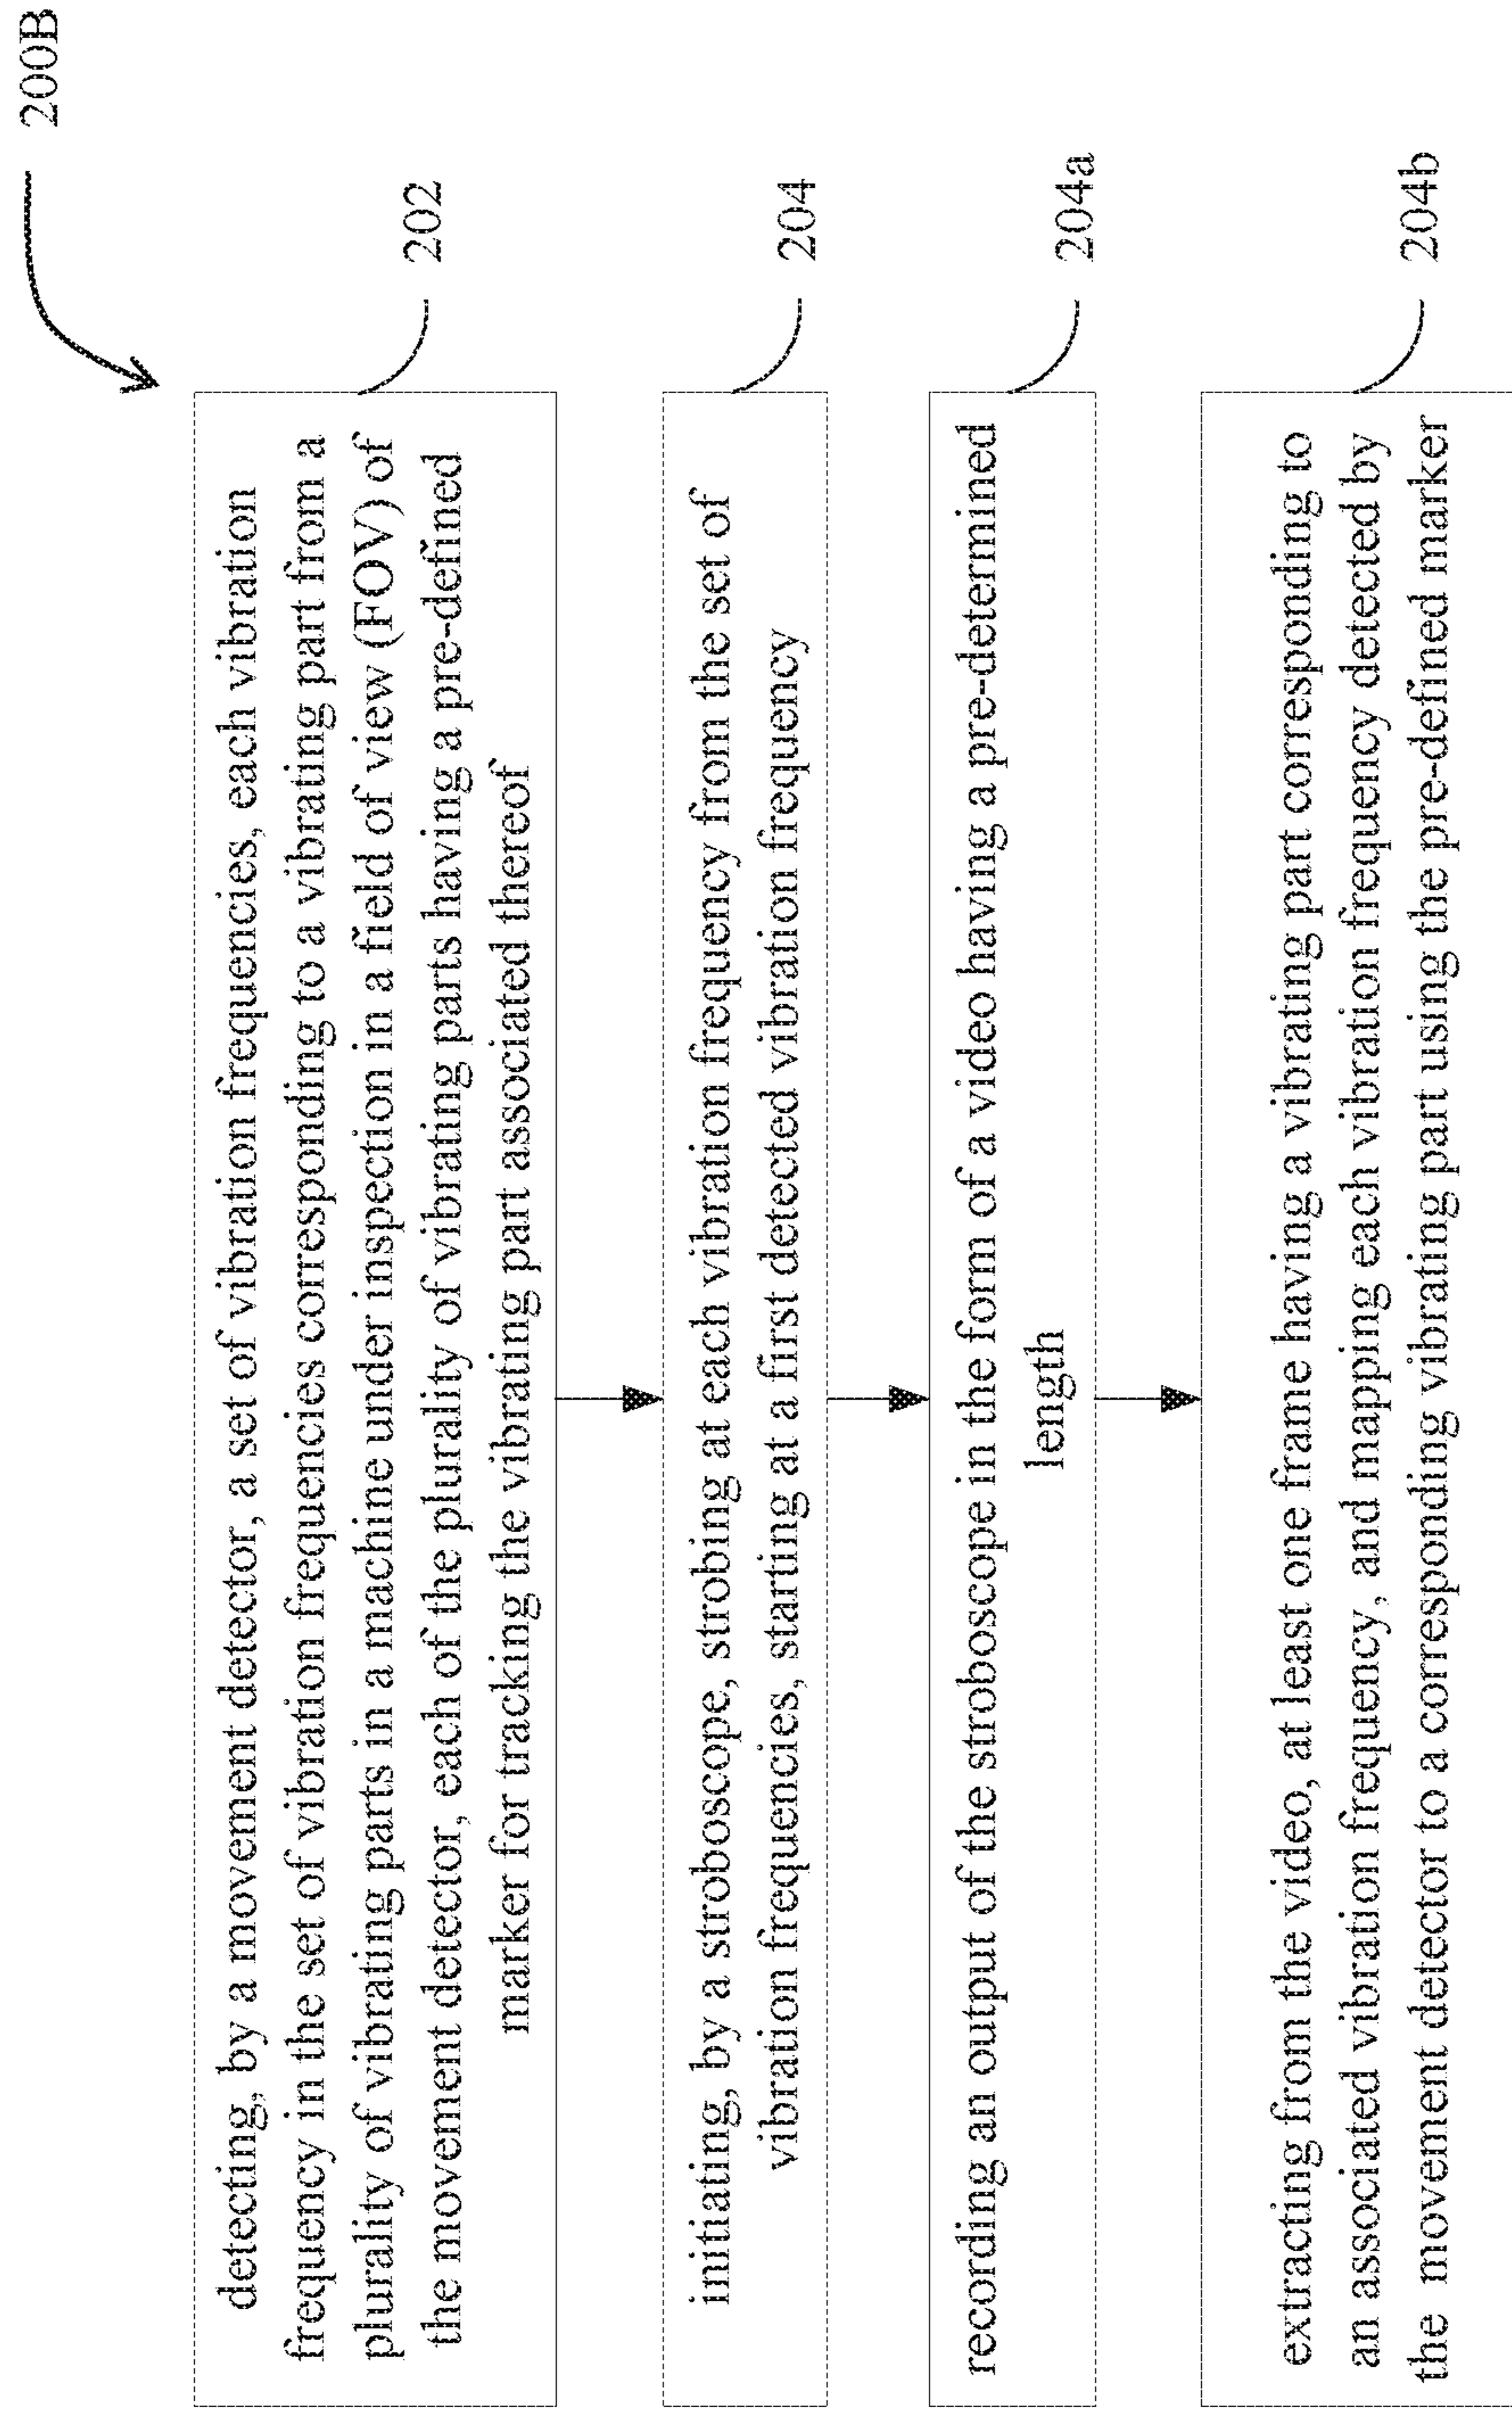 200B
detecting, by a movement detector, a set of vibration frequencies, each vibration
frequency in the set of vibration frequencies corresponding to a vibrating part from a
plurality of vibrating parts in a machine under inspection in a field of view (FOV) of
the movement detector, each of the plurality of vibrating parts having a pre-defined
marker for tracking the vibrating part associated thereof
202
initiating, by a stroboscope, strobing at each vibration frequency from the set of
vibration frequencies, starting at a first detected vibration frequency
204
recording an output of the stroboscope in the form of a video having a pre-determined
length
204a
extracting from the video, at least one frame having a vibrating part corresponding to
an associated vibration frequency, and mapping each vibration frequency detected by
the movement detector to a corresponding vibrating part using the pre-defined marker
204b